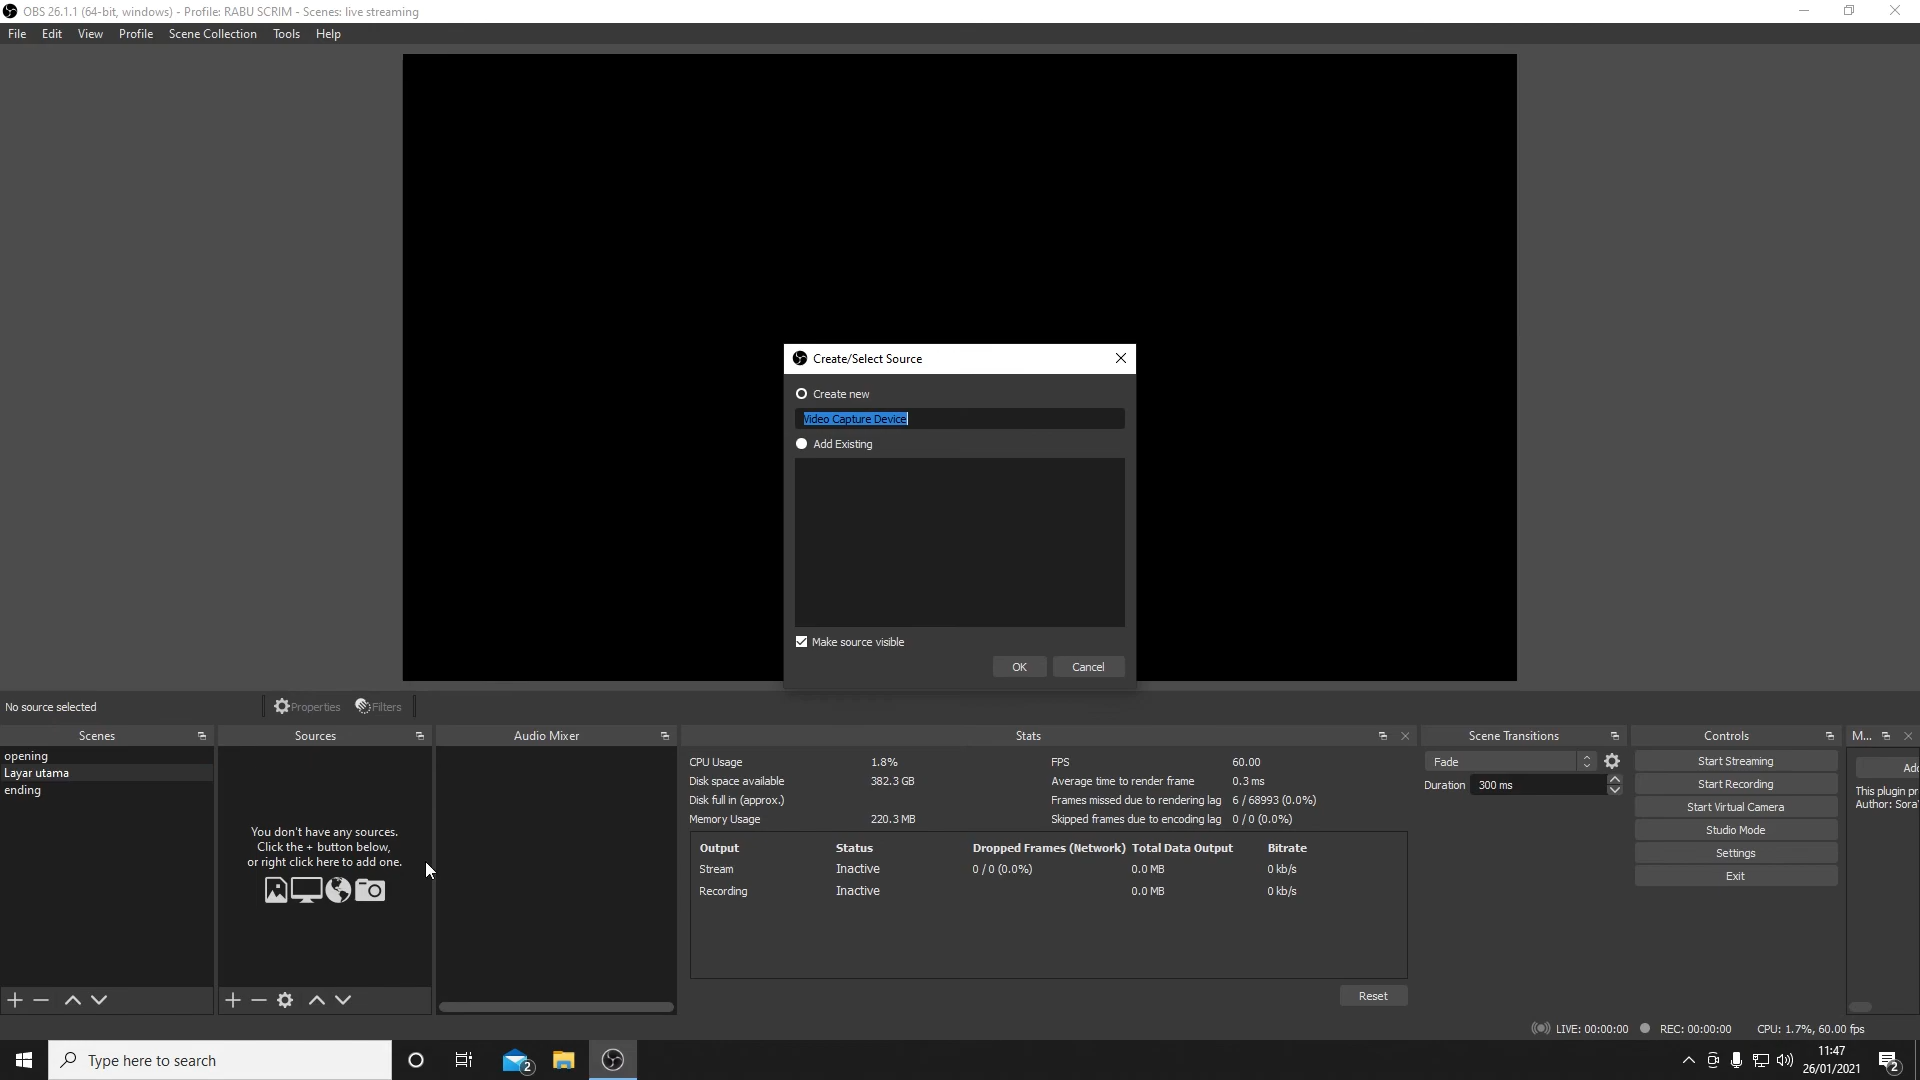 OBS 26.1.1 (64-bit, windows) - Profile: RABU SCRIM - Scenes: live streaming
File Edit View Profile Scene Collection Tools Help
Create/Select Source
Create new
Video Capture Device
Add Existing
Make source visible
OK Cancel
No source selected Properties Filters
Scenes Sources Audio Mixer Stats Scene Transitions Controls M...
opening
Layar utama
ending
You don't have any sources.
Click the + button below,
or right click here to add one.
CPU Usage 1.8% FPS 60.00
Disk space available 382.3 GB Average time to render frame 0.3 ms
Disk full in (approx.) Frames missed due to rendering lag 6 / 68993 (0.0%)
Memory Usage 220.3 MB Skipped frames due to encoding lag 0 / 0 (0.0%)
Output Status Dropped Frames (Network) Total Data Output Bitrate
Stream Inactive 0 / 0 (0.0%) 0.0 MB 0 kb/s
Recording Inactive 0.0 MB 0 kb/s
Reset
Fade
Duration 300 ms
Start Streaming
Start Recording
Start Virtual Camera
Studio Mode
Settings
Exit
This plugin pr
Author: Sora
LIVE: 00:00:00 REC: 00:00:00 CPU: 1.7%, 60.00 fps
Type here to search
2
11:47
26/01/2021
2